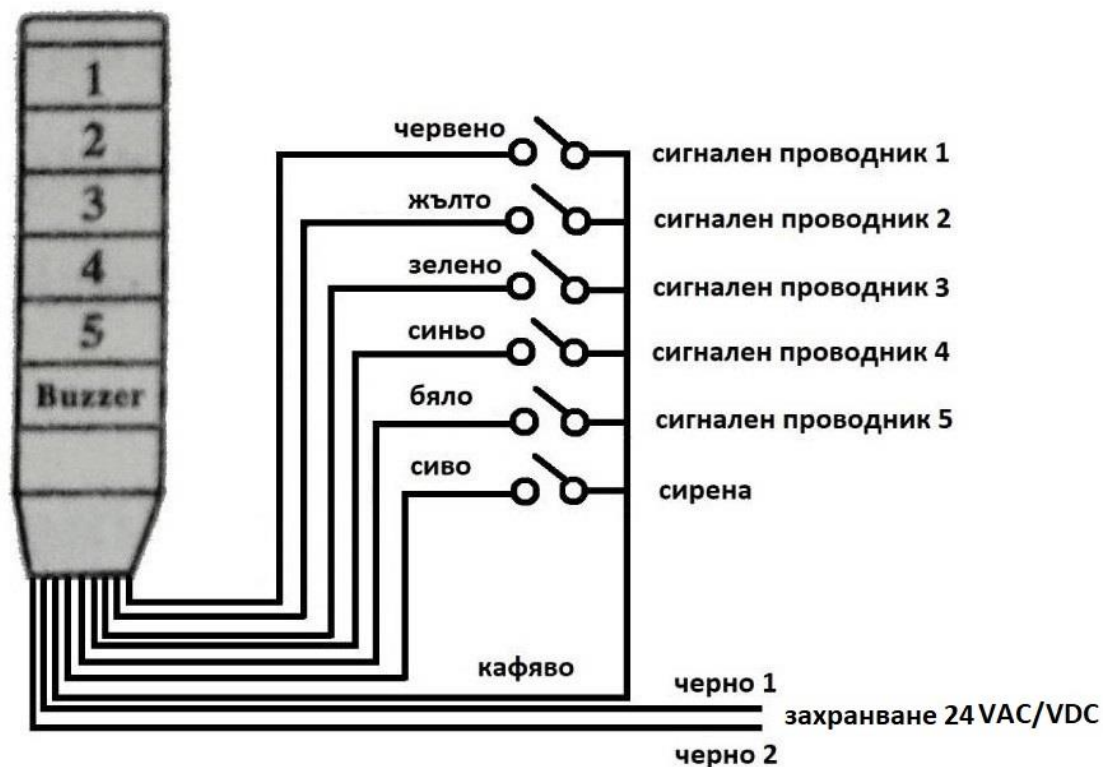 1
2
3
4
5
Buzzer
червено
сигнален проводник 1
жълто
сигнален проводник 2
зелено
сигнален проводник 3
синьо
сигнален проводник 4
бяло
сигнален проводник 5
сиво
сирена
кафяво
черно 1
захранване 24 VAC/VDC
черно 2